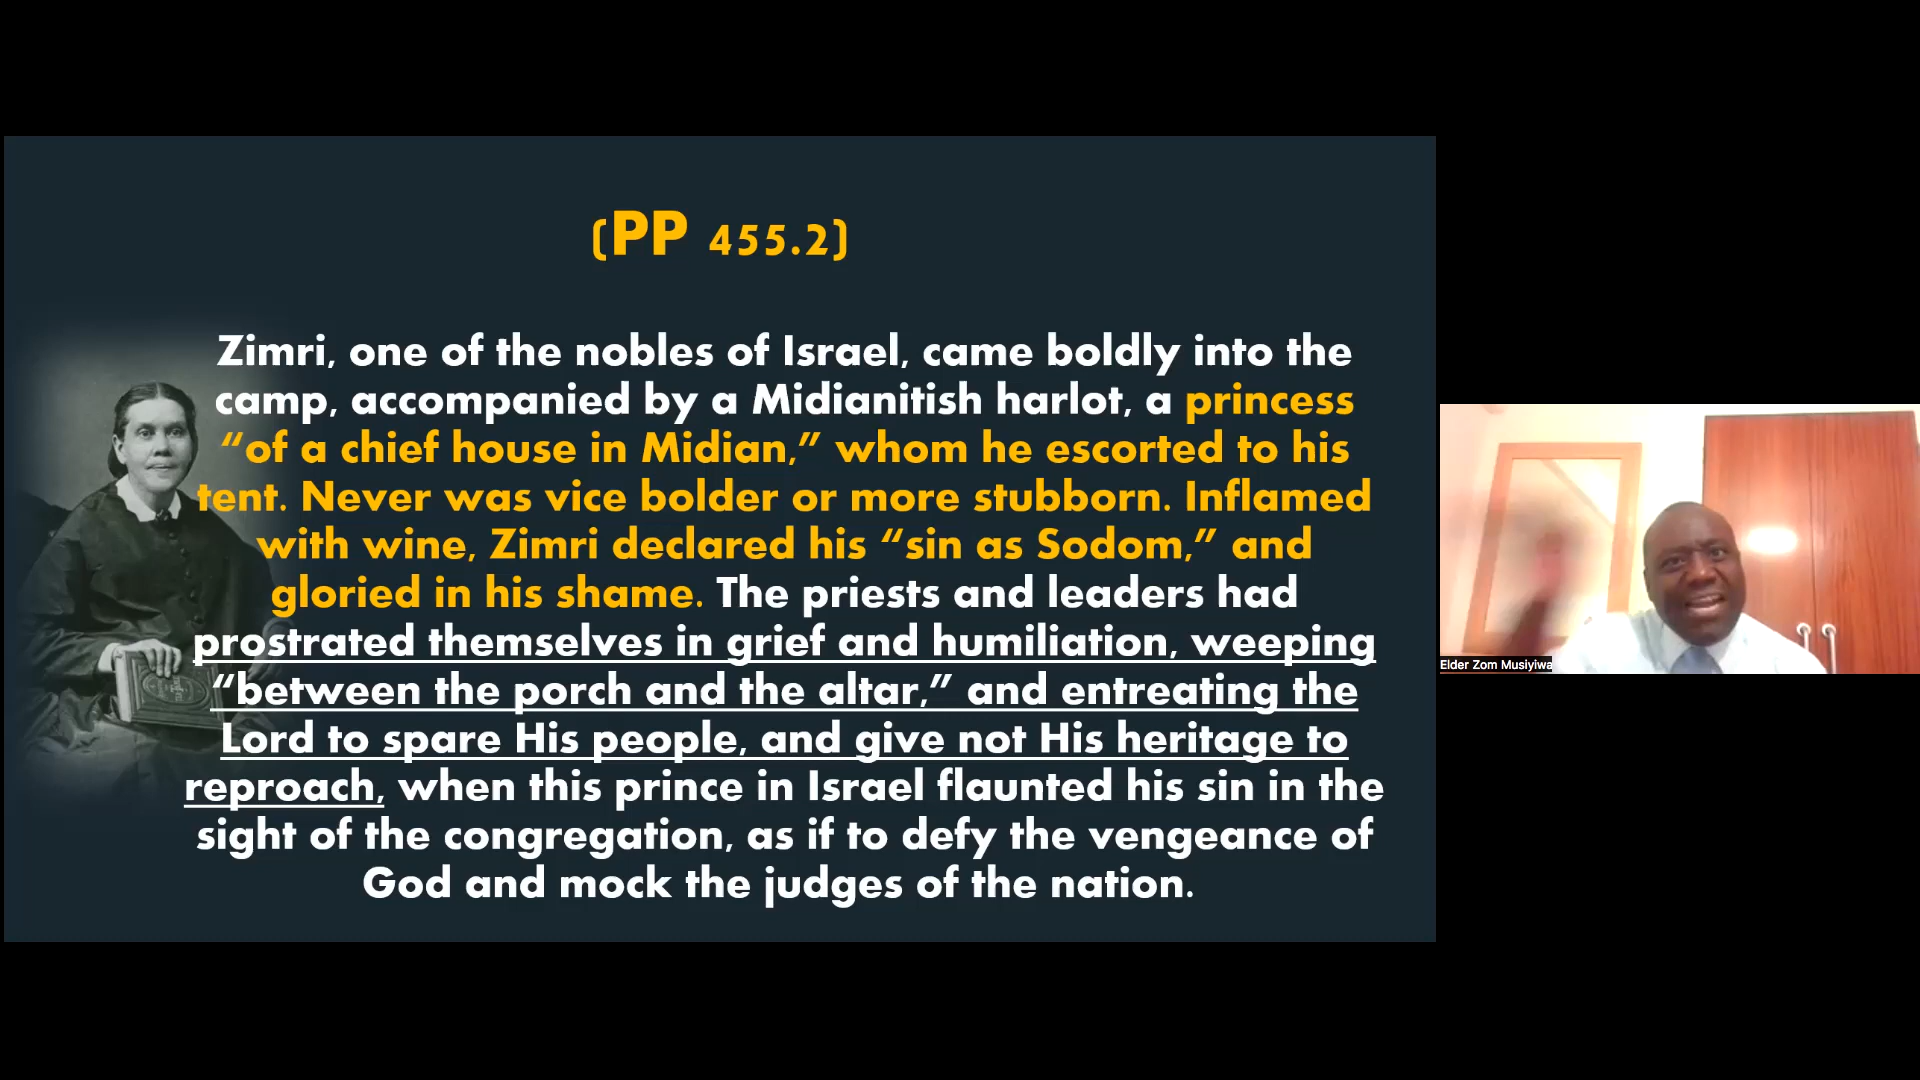 (PP 455.2)
Zimri, one of the nobles of Israel, came boldly into the
camp, accompanied by a Midianitish harlot, a princess
“of a chief house in Midian,” whom he escorted to his
tent. Never was vice bolder or more stubborn. Inflamed
with wine, Zimri declared his “sin as Sodom,” and
gloried in his shame. The priests and leaders had
prostrated themselves in grief and humiliation, weeping
“between the porch and the altar,” and entreating the
Lord to spare His people, and give not His heritage to
reproach, when this prince in Israel flaunted his sin in the
sight of the congregation, as if to defy the vengeance of
God and mock the judges of the nation.
Elder Zom Musiyiwa